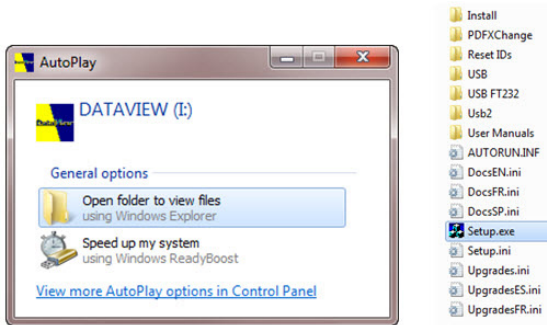 AutoPlay
DATAVIEW (I:)
DataView
General options
Open folder to view files
using Windows Explorer
Speed up my system
using Windows ReadyBoost
View more AutoPlay options in Control Panel
Install
PDFXChange
Reset IDs
USB
USB FT232
Usb2
User Manuals
AUTORUN.INF
DocsEN.ini
DocsFR.ini
DocsSP.ini
Setup.exe
Setup.ini
Upgrades.ini
UpgradesES.ini
UpgradesFR.ini